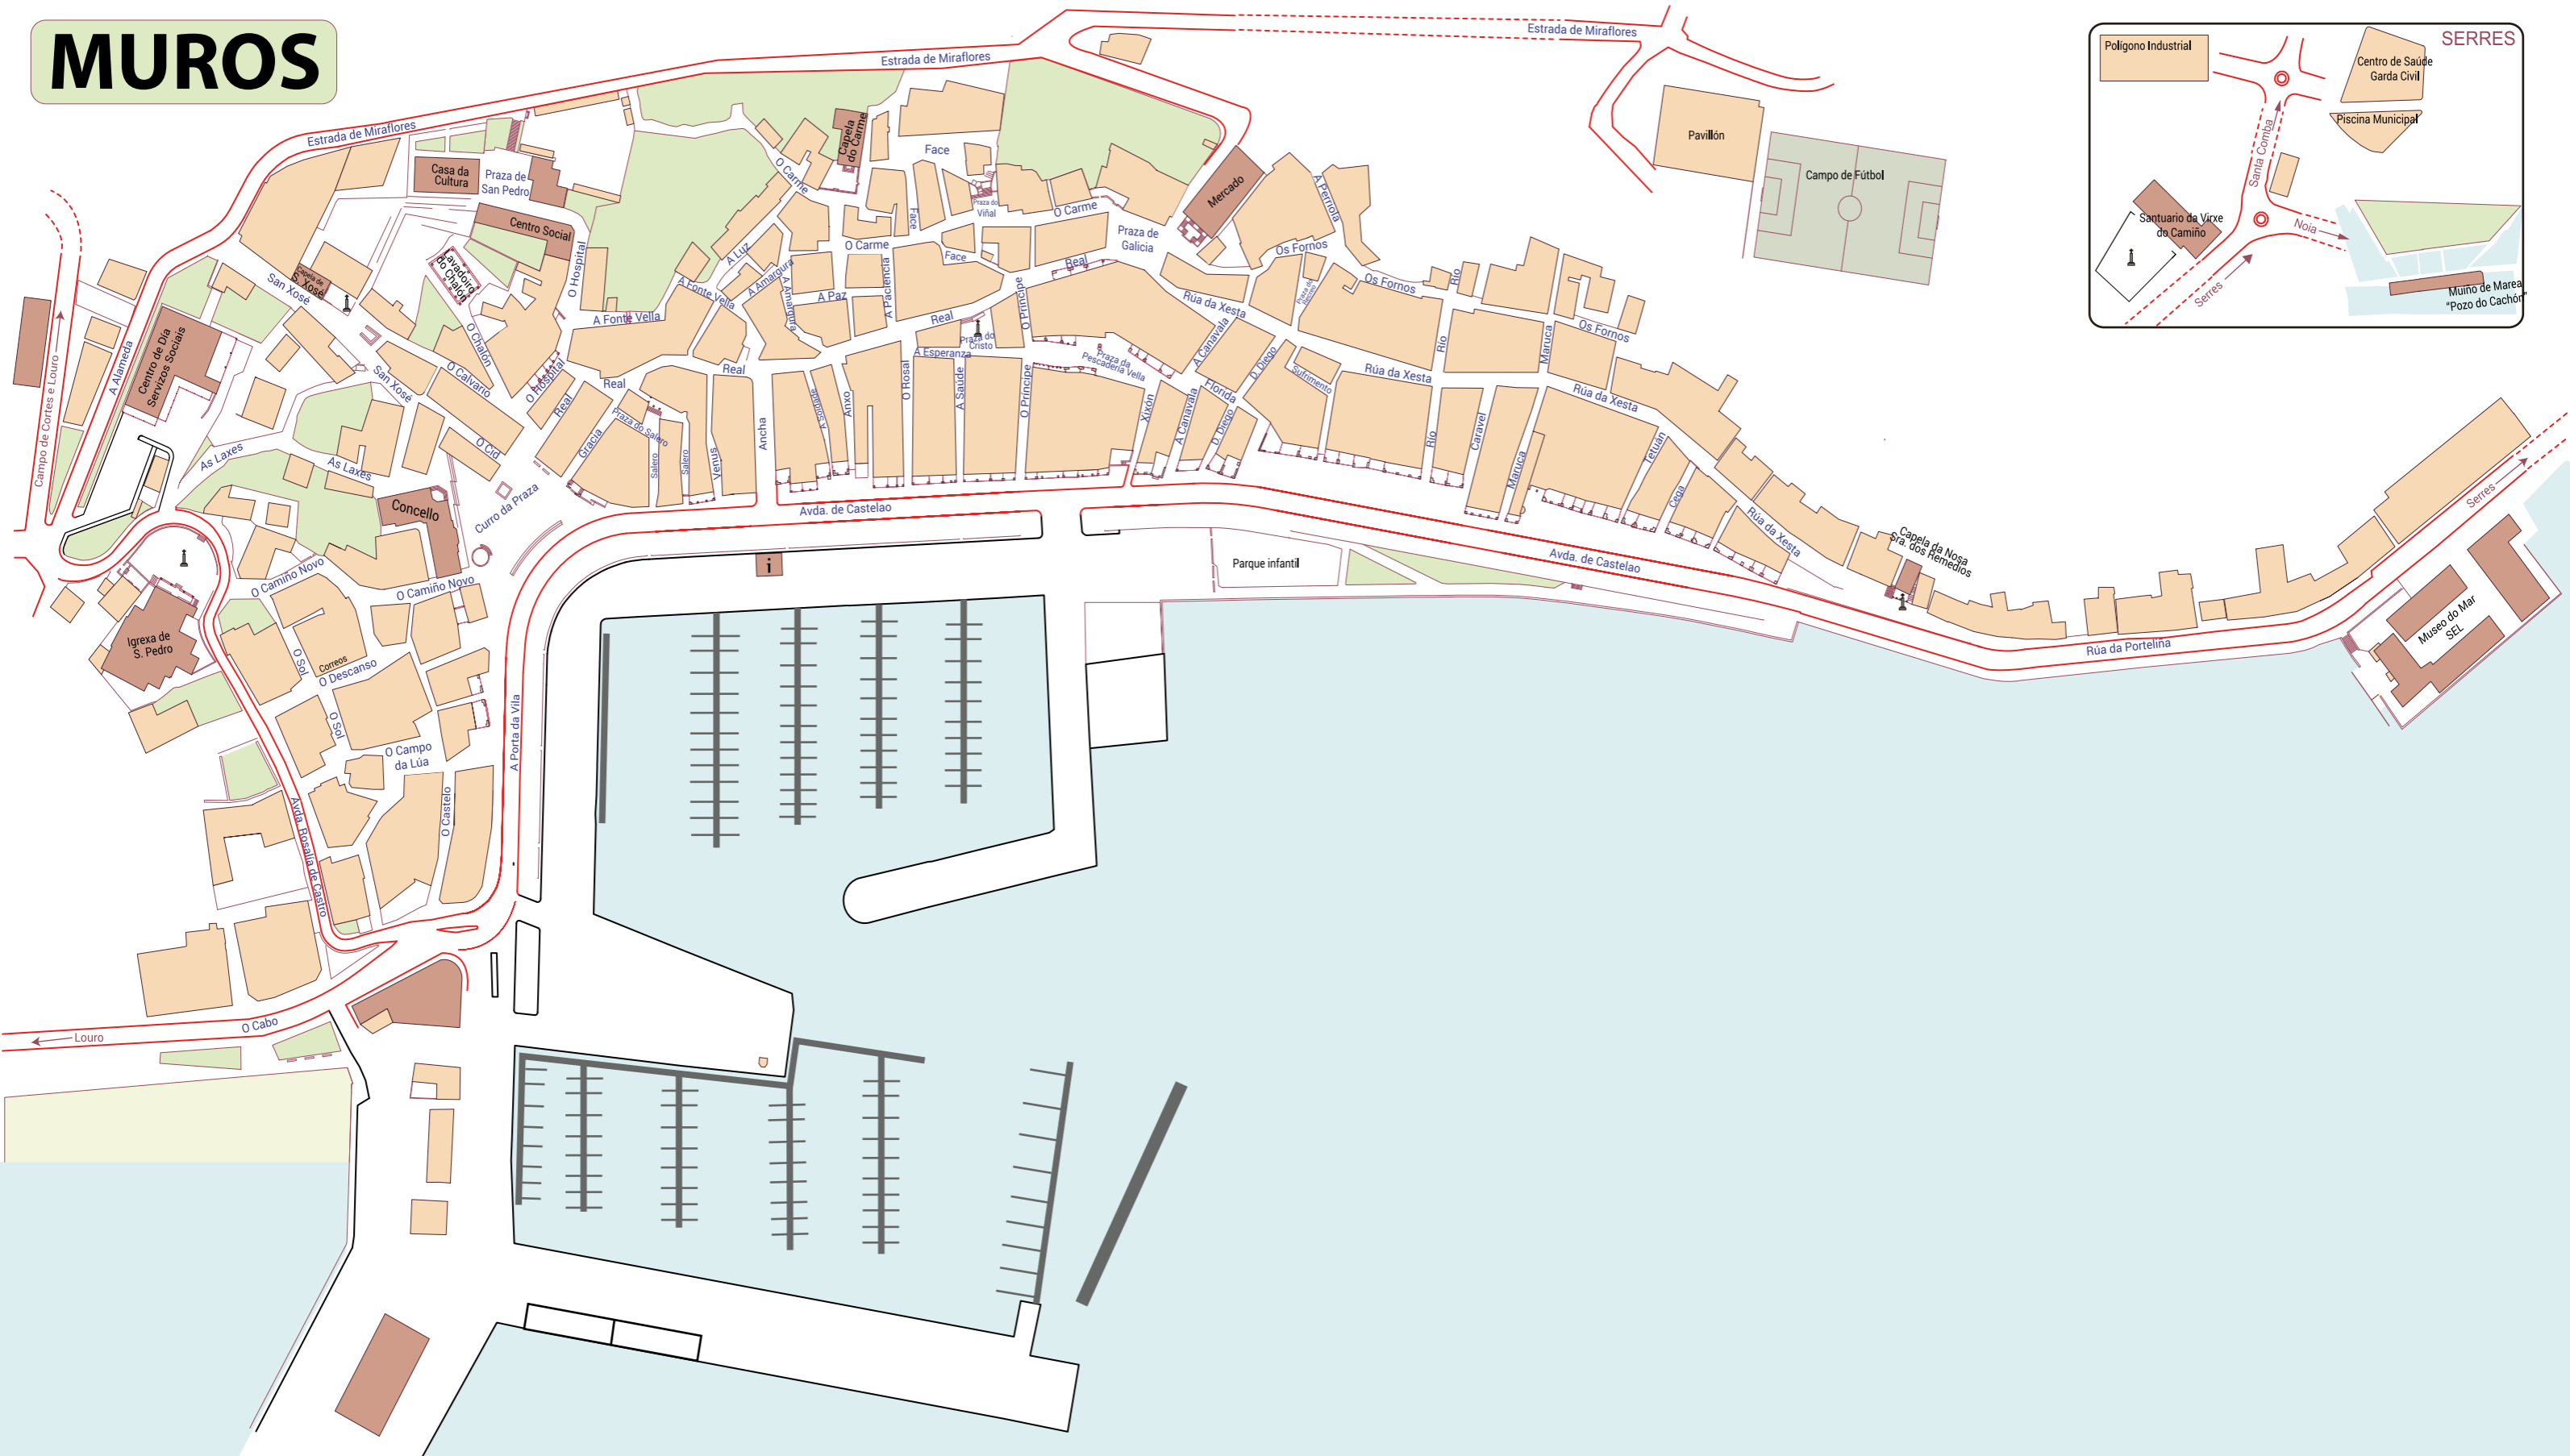 MUROS
Estrada de Miraflores
Estrada de Miraflores
Estrada de Miraflores
SERRES
Polígono Industrial
Centro de Saúde
Garda Civil
Piscina Municipal
Santa Comba
Santuario da Virxe
do Camiño
Noia
Serres
Muiño de Marea
"Pozo do Cachón"
Pavillón
Campo de Fútbol
Casa da
Cultura
Praza de
San Pedro
Centro Social
Lavadoiro
do Chalón
Capela de
S. Xosé
San Xosé
O Hospital
Capela
do Carme
O Carme
Face
Face
Praza do
Viñal
O Carme
O Carme
Face
Praza de
Galicia
Mercado
A Perriola
Os Fornos
Os Fornos
Os Fornos
Río
A Luz
A Amargura
A Amargura
A Fonte Vella
A Fonte Vella
A Paz
A Paciencia
Real
Real
O Príncipe
Praza do
Cristo
A Esperanza
Rúa da Xesta
A Canavala
D. Diego
Sufrimento
Río
Maruca
Rúa da Xesta
Rúa da Xesta
Praza da
Pescadería Vella
Florida
Campo de Cortes e Louro
A Alameda
Centro de Día
Servizos Sociais
O Chalón
O Calvario
San Xosé
O Hospital
Real
Real
Real
Praza do Salero
Gracia
Salero
Salero
Venus
Ancha
A Soidade
Anxo
O Rosal
A Saúde
O Príncipe
Xixón
A Canavala
D. Diego
Río
Caravel
Maruca
Tetuán
Cega
Rúa da Xesta
As Laxes
As Laxes
O Cid
Curro da Praza
Concello
Avda. de Castelao
Avda. de Castelao
i
Parque infantil
Capela da Nosa
Sra. dos Remedios
Serres
Museo do Mar
SEL
Rúa da Portelina
Igrexa de
S. Pedro
O Camiño Novo
O Camiño Novo
O Sol
Correos
O Descanso
O Sol
O Campo
da Lúa
A Porta da Vila
O Castelo
Avda. Rosalía de Castro
O Cabo
Louro